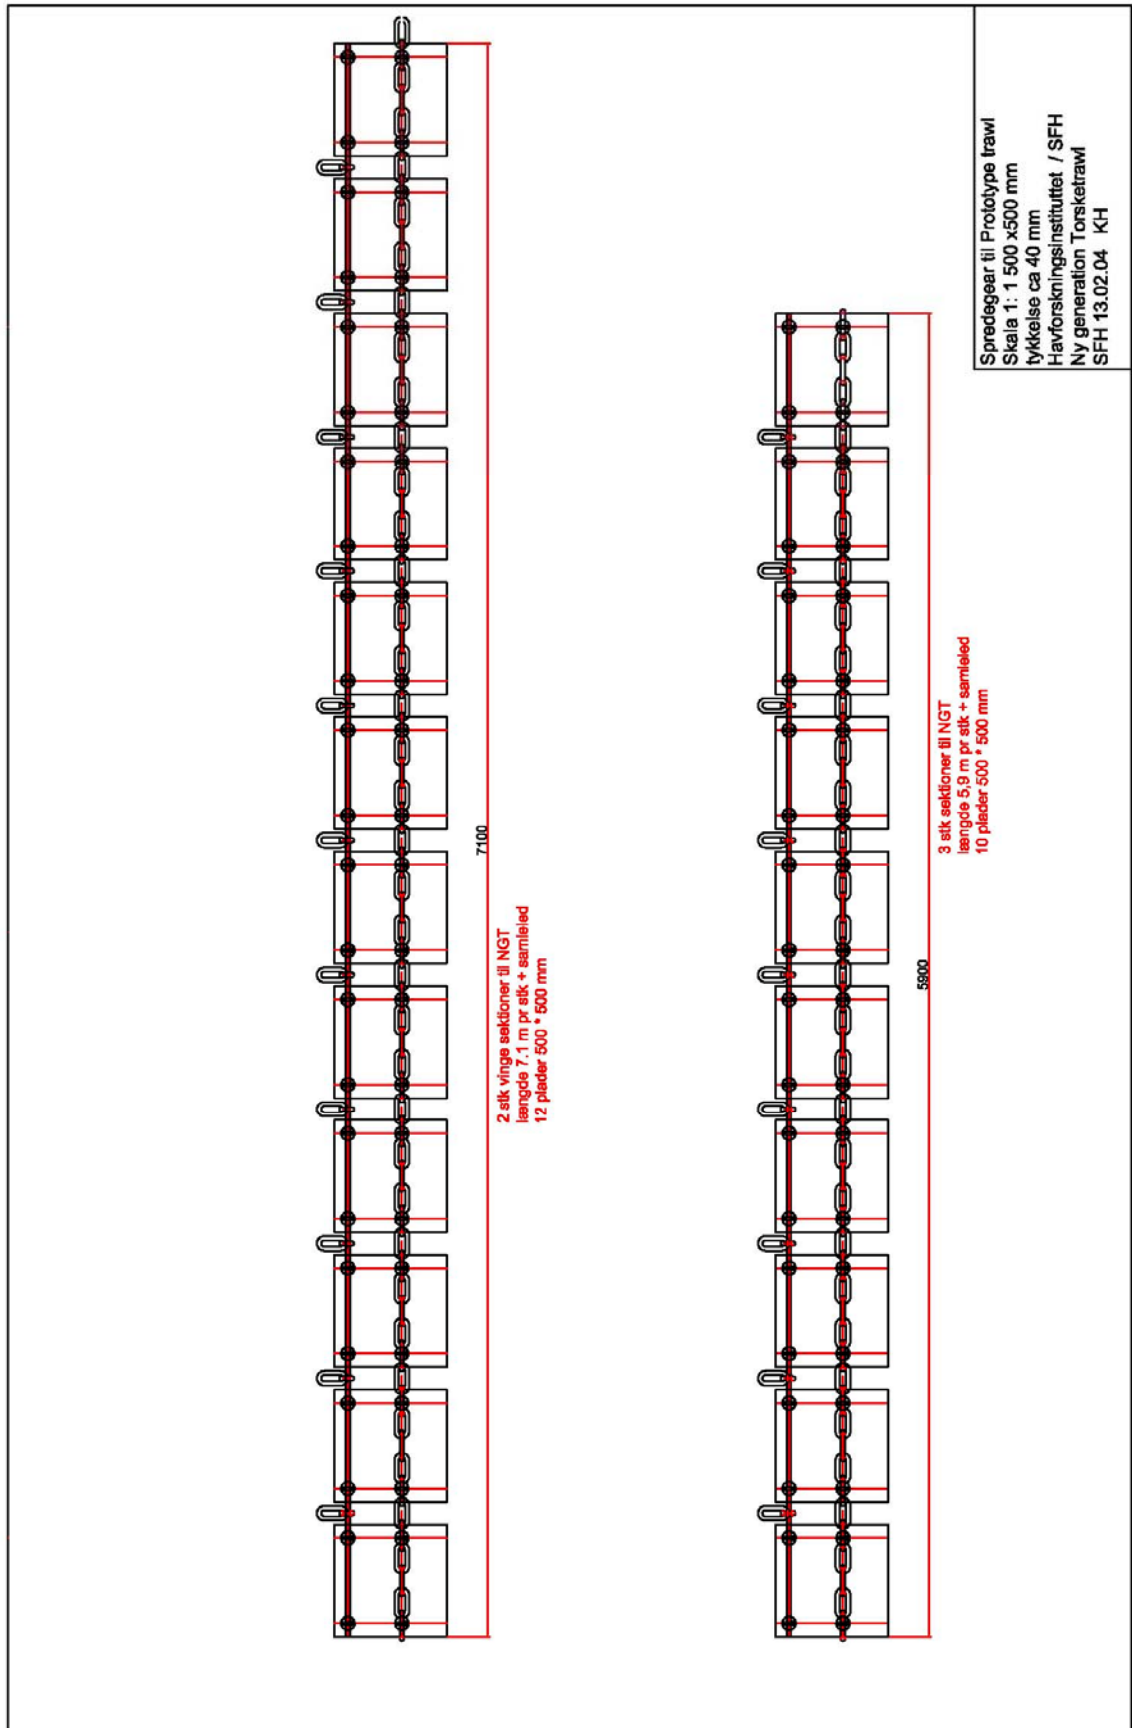 Spredegear til Prototype trawl
Skala 1: 1 500 x500 mm
tykkelse ca 40 mm
Havforskningsinstituttet / SFH
Ny generation Torsketrawl
SFH 13.02.04 KH
7100
2 stk vinge sektioner til NGT
længde 7.1 m pr stk + samleled
12 plader 500 * 500 mm
5900
3 stk sektioner til NGT
længde 5,9 m pr stk + samleled
10 plader 500 * 500 mm